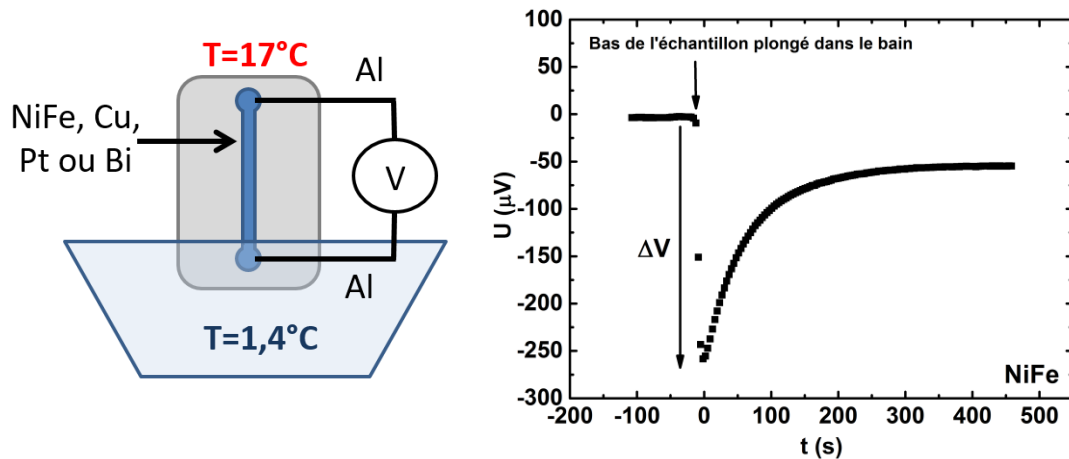 T=17°C
Al
NiFe, Cu,
Pt ou Bi
V
Al
T=1,4°C
100
50
0
-50
-100
-150
-200
-250
-300
U (µV)
Bas de l'échantillon plongé dans le bain
ΔV
NiFe
-200 -100 0 100 200 300 400 500
t (s)